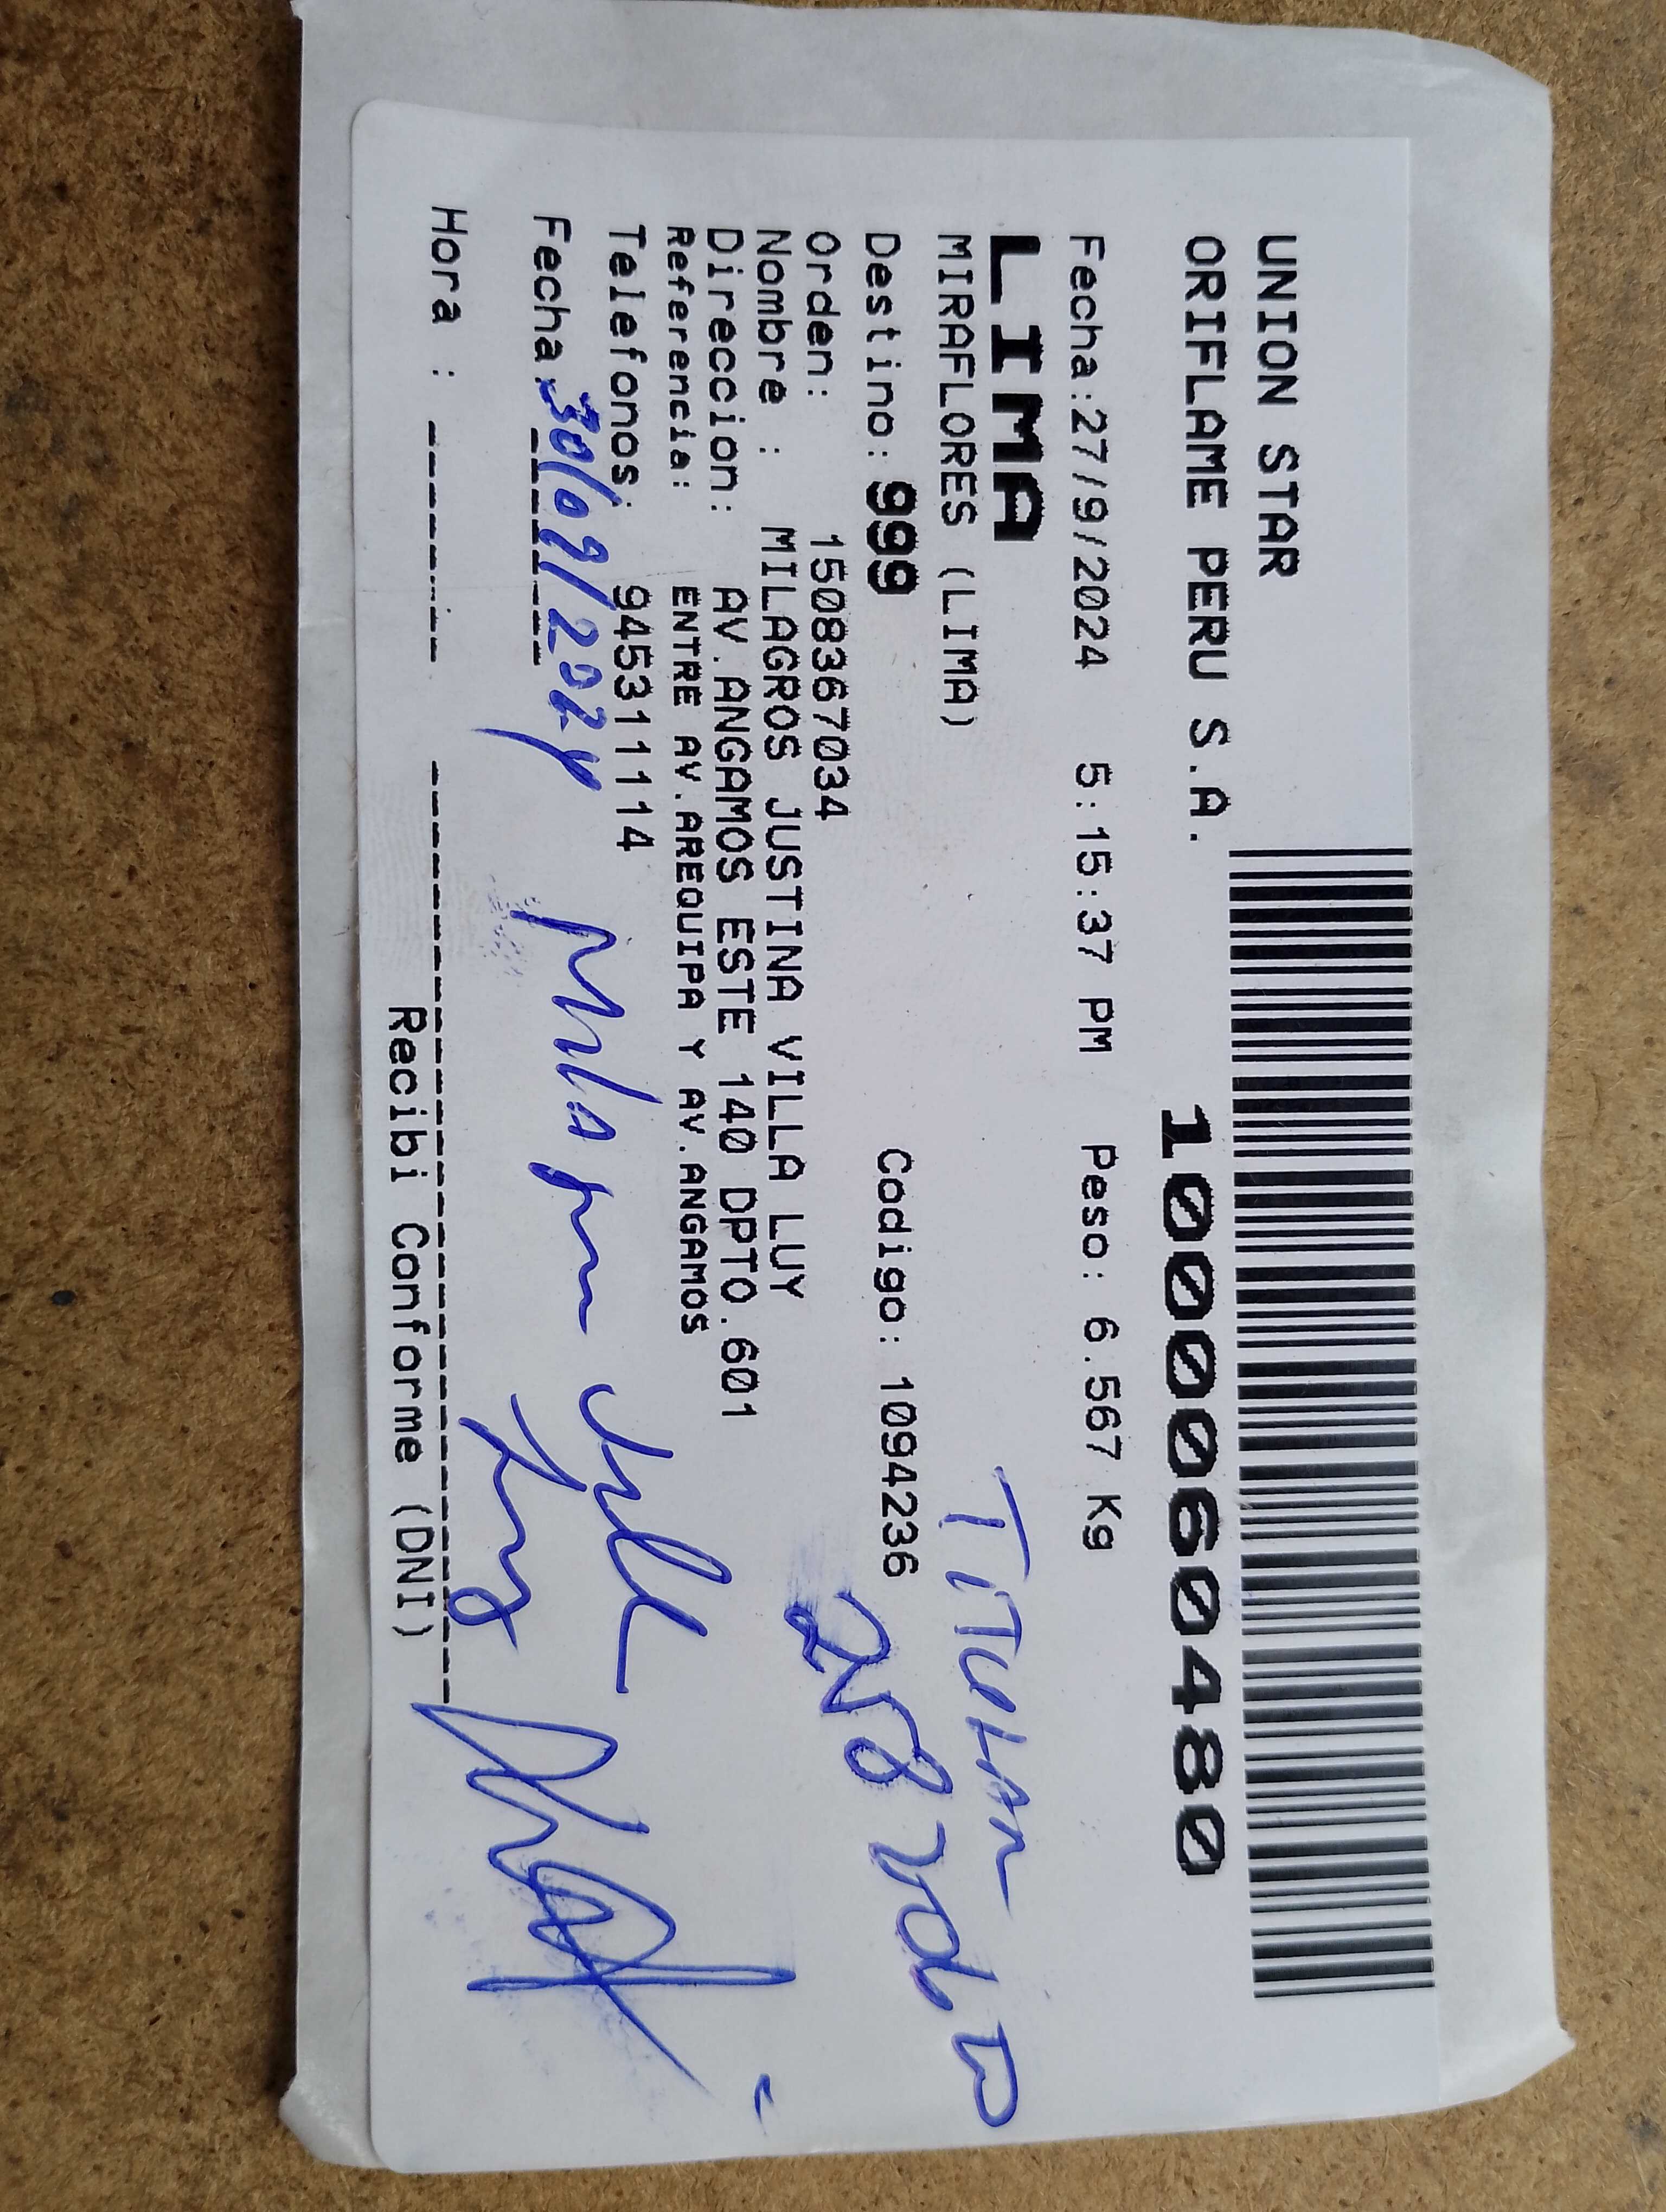 UNION STAR
ORIFLAME PERU S.A.
1000060480
Fecha:27/9/2024 5:15:37 PM Peso: 6.567 Kg
LIMA
MIRAFLORES (LIMA)
TITULAR
Destino: 999 Codigo: 1094236
Orden: 1508367034
Nombre : MILAGROS JUSTINA VILLA LUY
Direccion: AV.ANGAMOS ESTE 140 DPTO.601
Referencia: ENTRE AV.AREQUIPA Y AV.ANGAMOS
Telefonos: 945311114
Fecha: 30/09/2024
Hora :
Recibi Conforme (DNI)